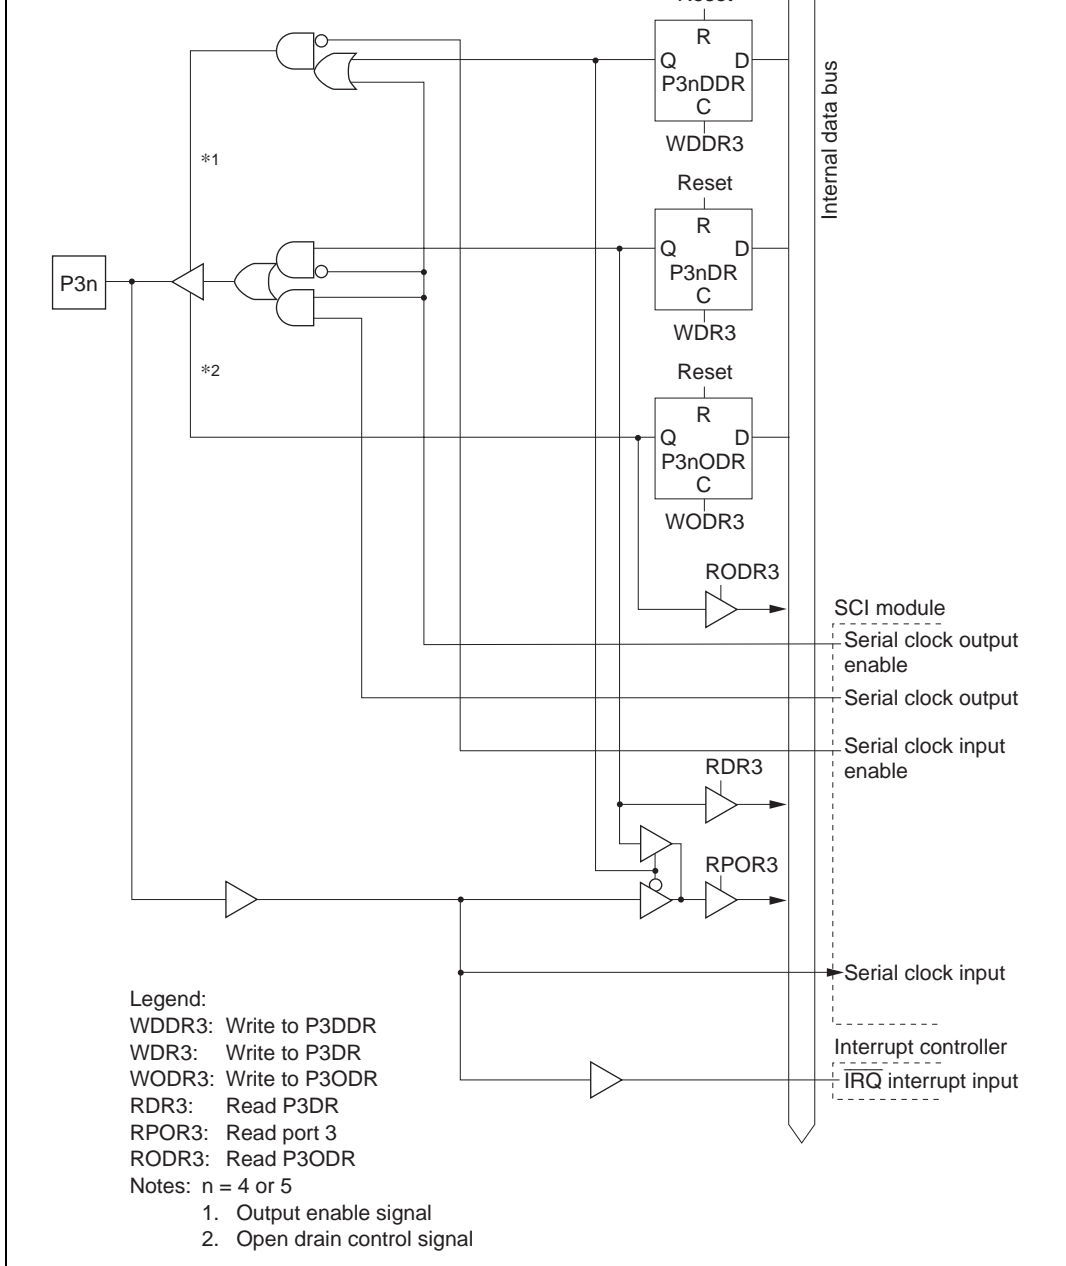 R
Q D
P3nDDR
C
WDDR3
Internal data bus
*1
Reset
R
Q D
P3nDR
C
WDR3
P3n
*2
Reset
R
Q D
P3nODR
C
WODR3
RODR3
SCI module
Serial clock output
enable
Serial clock output
Serial clock input
enable
RDR3
RPOR3
Serial clock input
Interrupt controller
IRQ interrupt input
Legend:
WDDR3: Write to P3DDR
WDR3: Write to P3DR
WODR3: Write to P3ODR
RDR3: Read P3DR
RPOR3: Read port 3
RODR3: Read P3ODR
Notes: n = 4 or 5
1. Output enable signal
2. Open drain control signal